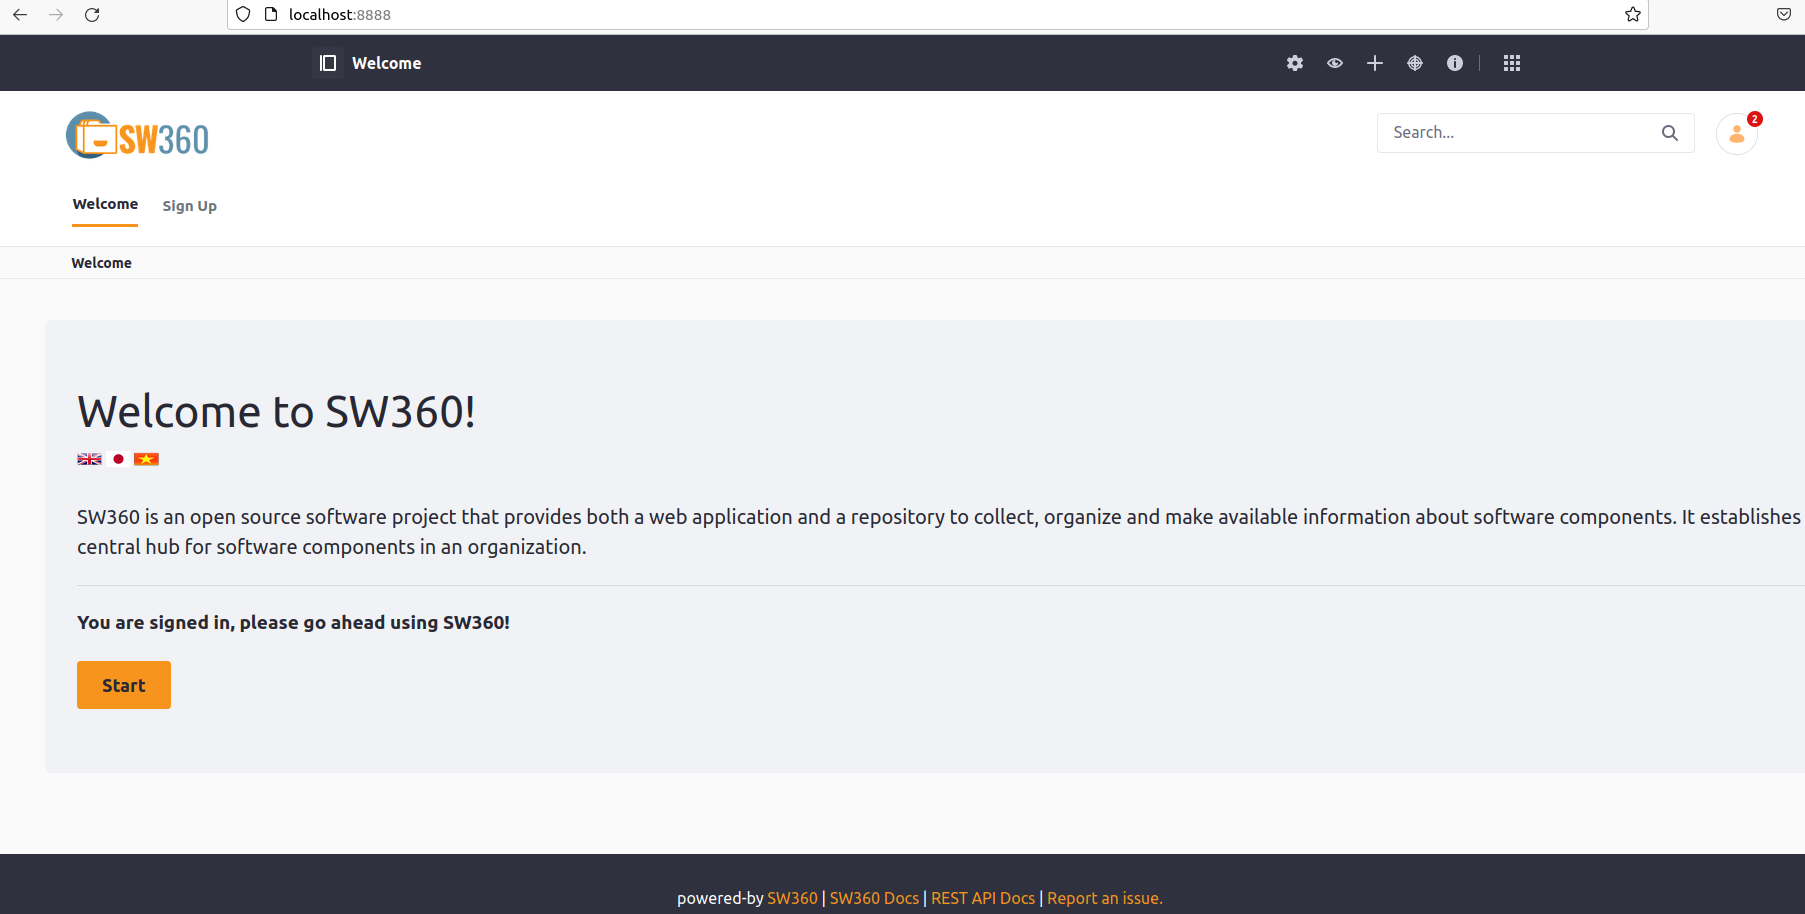 localhost:8888
Welcome
SW360
Search...
2
Welcome Sign Up
Welcome
Welcome to SW360!
SW360 is an open source software project that provides both a web application and a repository to collect, organize and make available information about software components. It establishes
central hub for software components in an organization.
You are signed in, please go ahead using SW360!
Start
powered-by SW360 | SW360 Docs | REST API Docs | Report an issue.